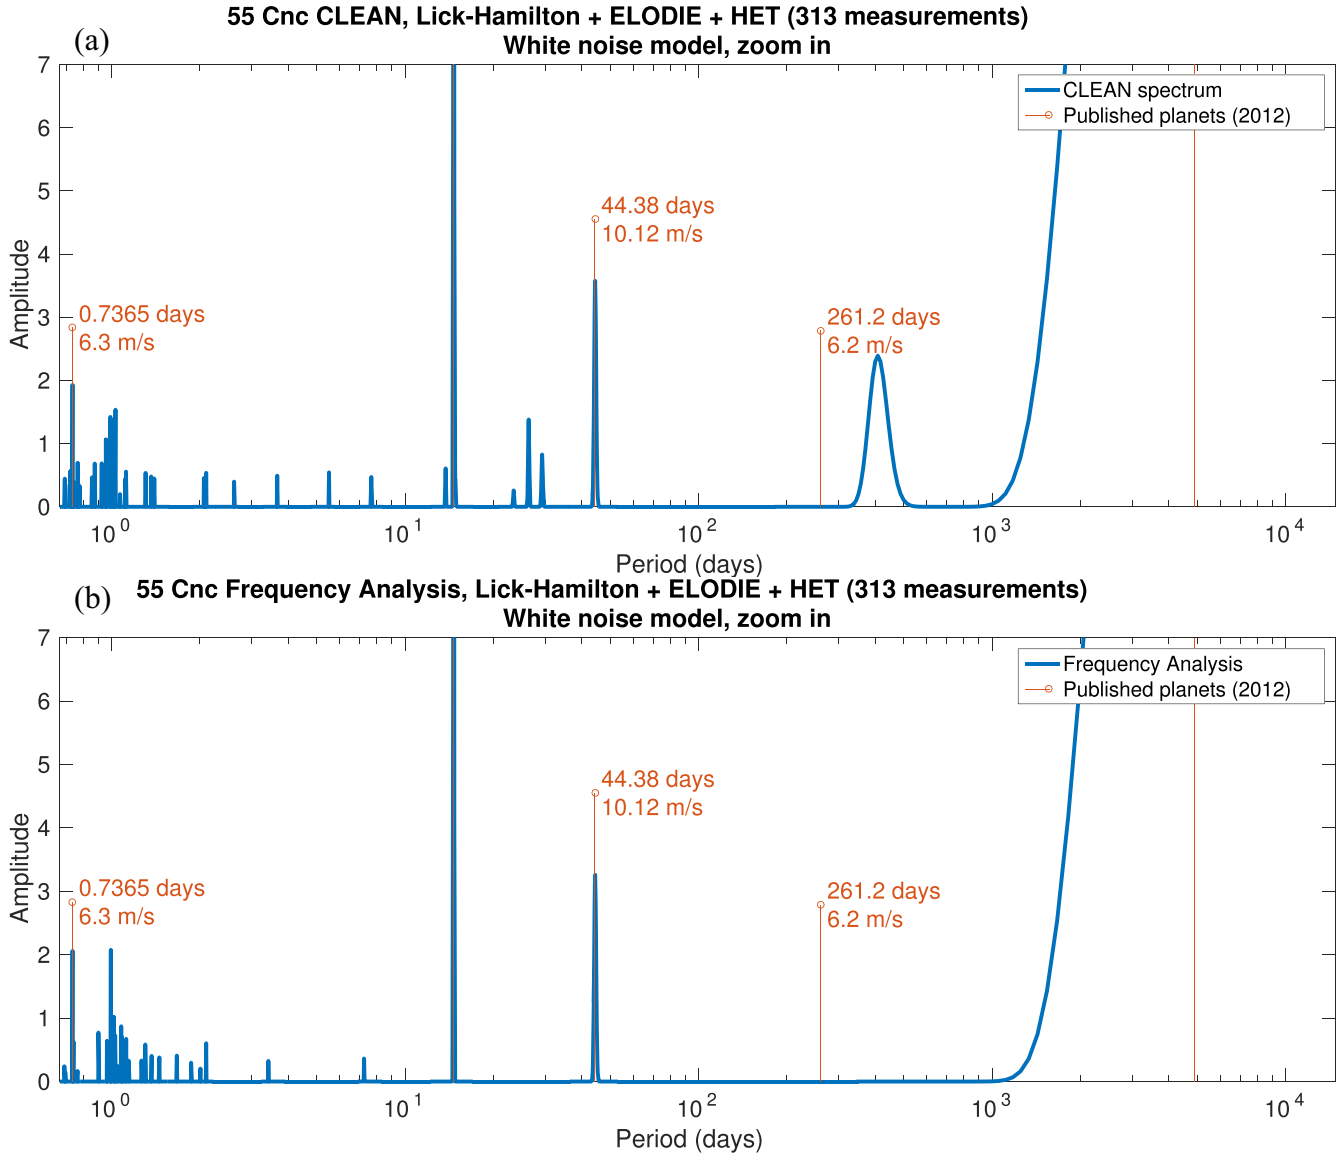 (a)
55 Cnc CLEAN, Lick-Hamilton + ELODIE + HET (313 measurements)
White noise model, zoom in
7
6
5
4
3
2
1
0
Amplitude
CLEAN spectrum
Published planets (2012)
0.7365 days
6.3 m/s
44.38 days
10.12 m/s
261.2 days
6.2 m/s
10^0
10^1
10^2
10^3
10^4
Period (days)
(b)
55 Cnc Frequency Analysis, Lick-Hamilton + ELODIE + HET (313 measurements)
White noise model, zoom in
7
6
5
4
3
2
1
0
Amplitude
Frequency Analysis
Published planets (2012)
0.7365 days
6.3 m/s
44.38 days
10.12 m/s
261.2 days
6.2 m/s
10^0
10^1
10^2
10^3
10^4
Period (days)